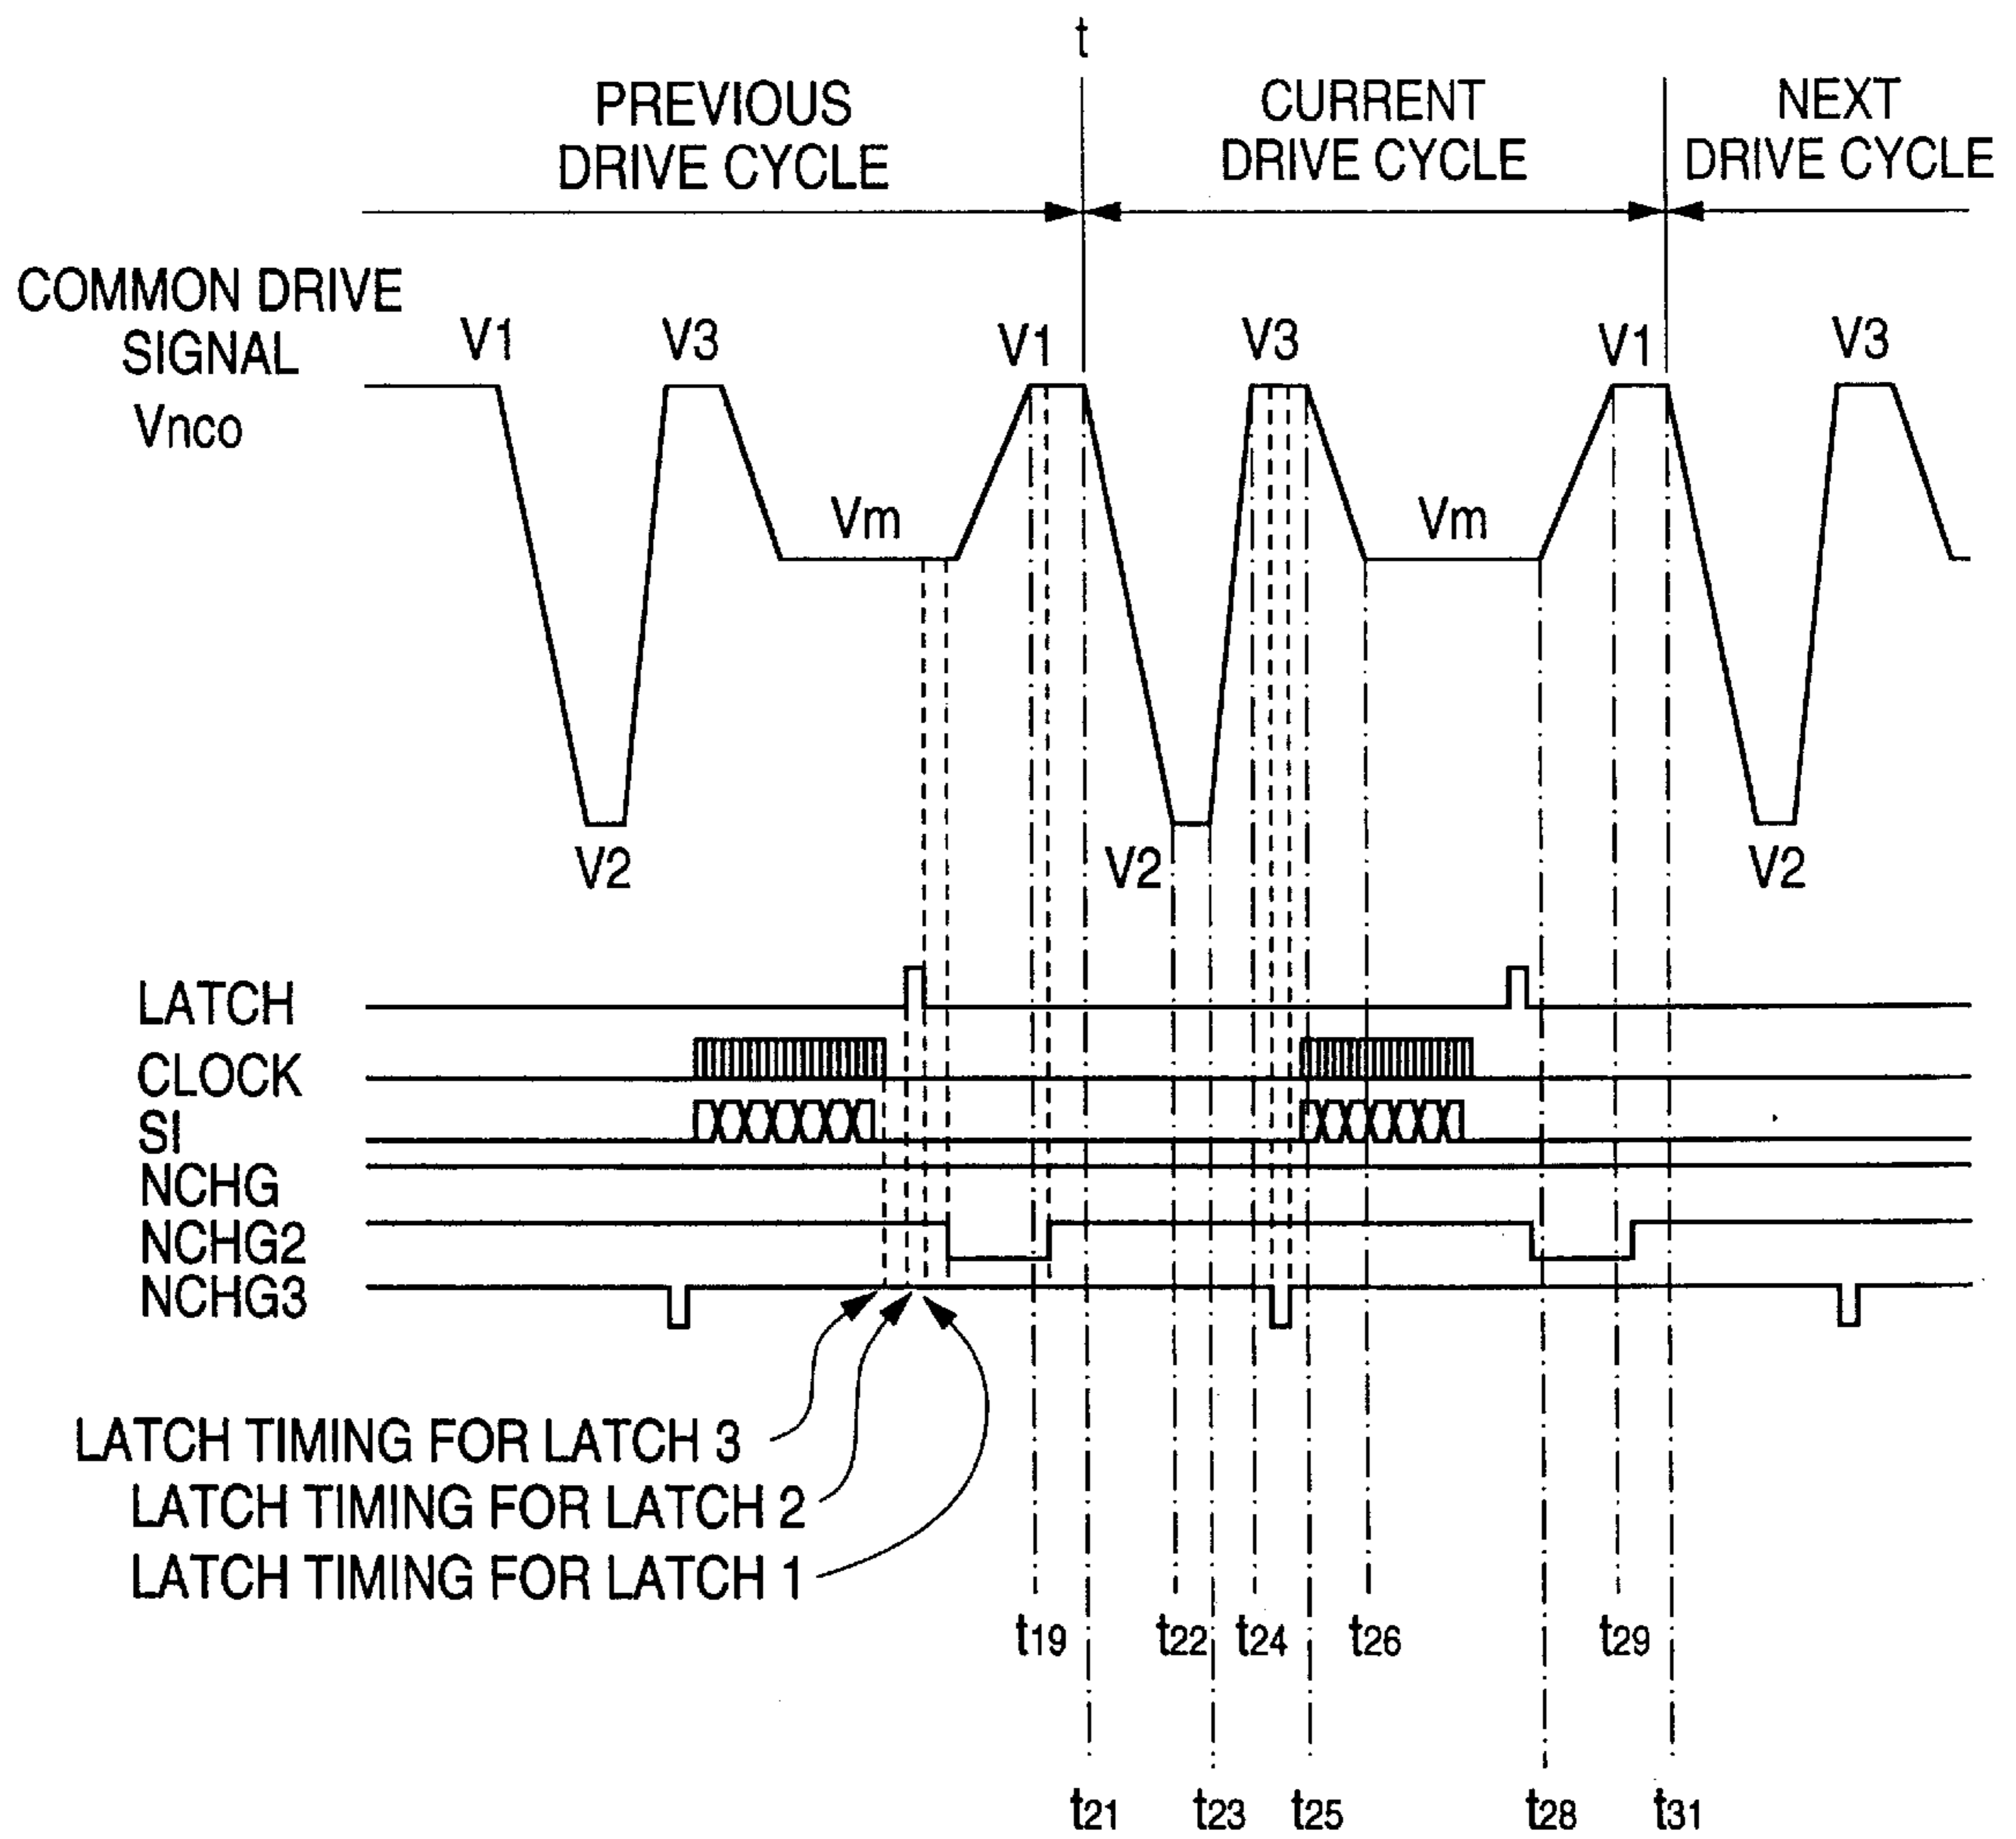 t
PREVIOUS
DRIVE CYCLE
CURRENT
DRIVE CYCLE
NEXT
DRIVE CYCLE
COMMON DRIVE
SIGNAL
Vnco
V1
V3
V1
V3
V1
V3
Vm
Vm
V2
V2
V2
LATCH
CLOCK
SI
NCHG
NCHG2
NCHG3
LATCH TIMING FOR LATCH 3
LATCH TIMING FOR LATCH 2
LATCH TIMING FOR LATCH 1
t19
t22
t24
t26
t29
t21
t23
t25
t28
t31